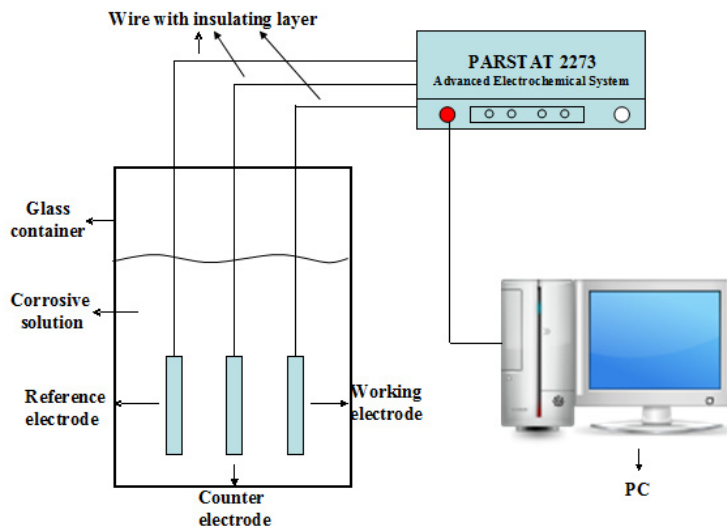 Wire with insulating layer
PARSTAT 2273
Advanced Electrochemical System
Glass
container
Corrosive
solution
Reference
electrode
Working
electrode
Counter
electrode
PC